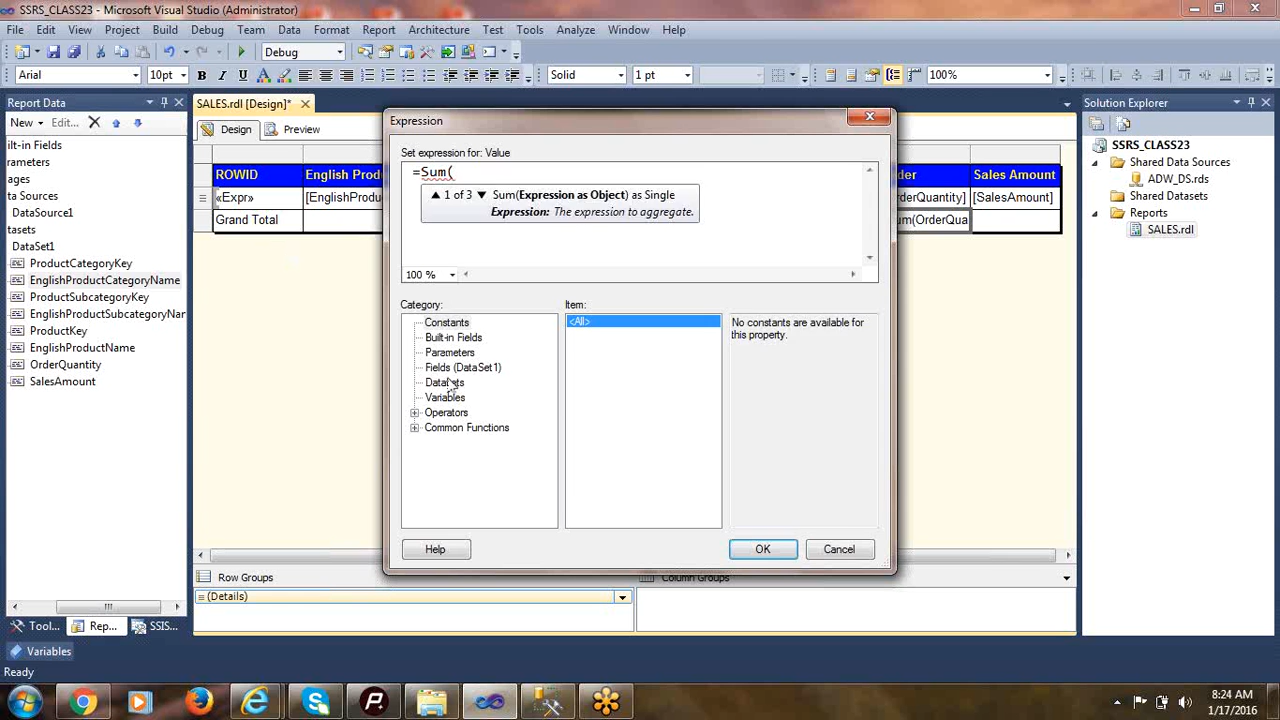 SSRS_CLASS23 - Microsoft Visual Studio (Administrator)
File Edit View Project Build Debug Team Data Format Report Architecture Test Tools Analyze Window Help
Debug
Arial 10pt B I U A Solid 1 pt 100%
Report Data
New Edit...
ilt-in Fields
rameters
ages
ta Sources
DataSource1
tasets
DataSet1
ProductCategoryKey
EnglishProductCategoryName
ProductSubcategoryKey
EnglishProductSubcategoryNar
ProductKey
EnglishProductName
OrderQuantity
SalesAmount
Tool... Rep... SSIS...
Variables
Ready
SALES.rdl [Design]*
Design Preview
ROWID English Prod der Sales Amount
«Expr» [EnglishProdu rderQuantity] [SalesAmount]
Grand Total um(OrderQua
Expression
Set expression for: Value
=Sum(
1 of 3 Sum(Expression as Object) as Single
Expression: The expression to aggregate.
100 %
Category:
Constants
Built-in Fields
Parameters
Fields (DataSet1)
Datasets
Variables
Operators
Common Functions
Item:
<All>
No constants are available for
this property.
Help OK Cancel
Row Groups Column Groups
(Details)
Solution Explorer
SSRS_CLASS23
Shared Data Sources
ADW_DS.rds
Shared Datasets
Reports
SALES.rdl
8:24 AM
1/17/2016